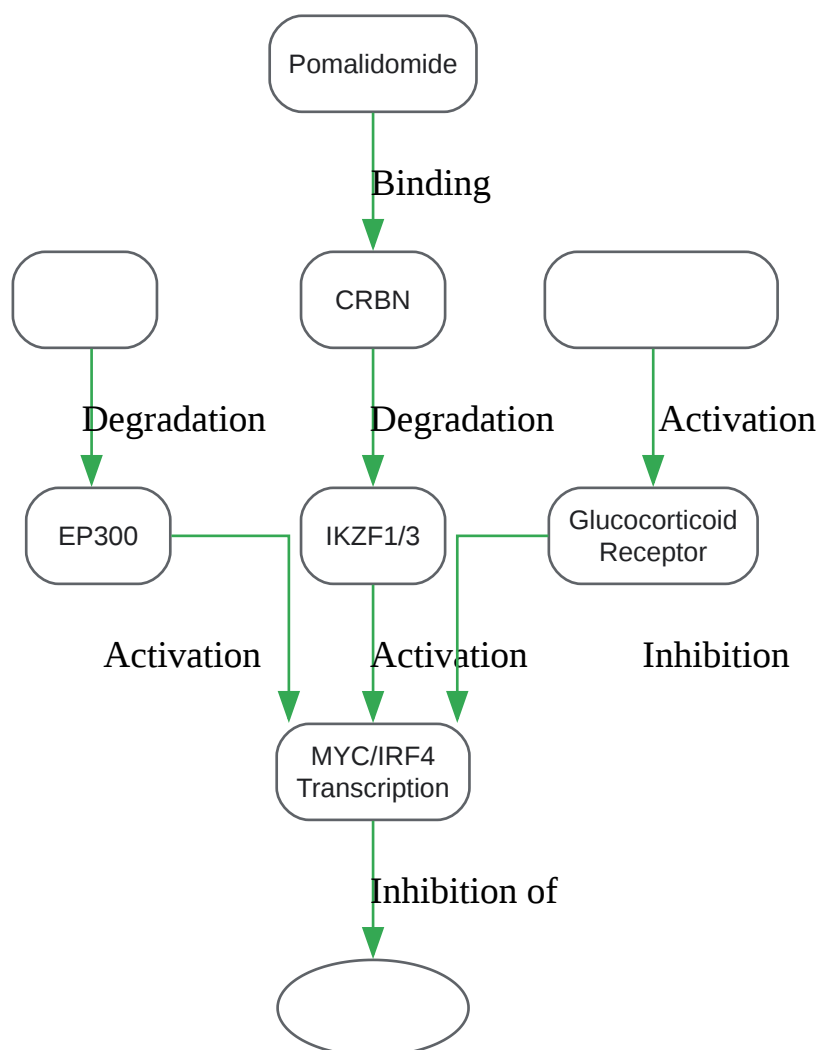 Pomalidomide
Binding
CRBN
Degradation
Degradation
Activation
EP300
IKZF1/3
Glucocorticoid
Receptor
Activation
Activation
Inhibition
MYC/IRF4
Transcription
Inhibition of